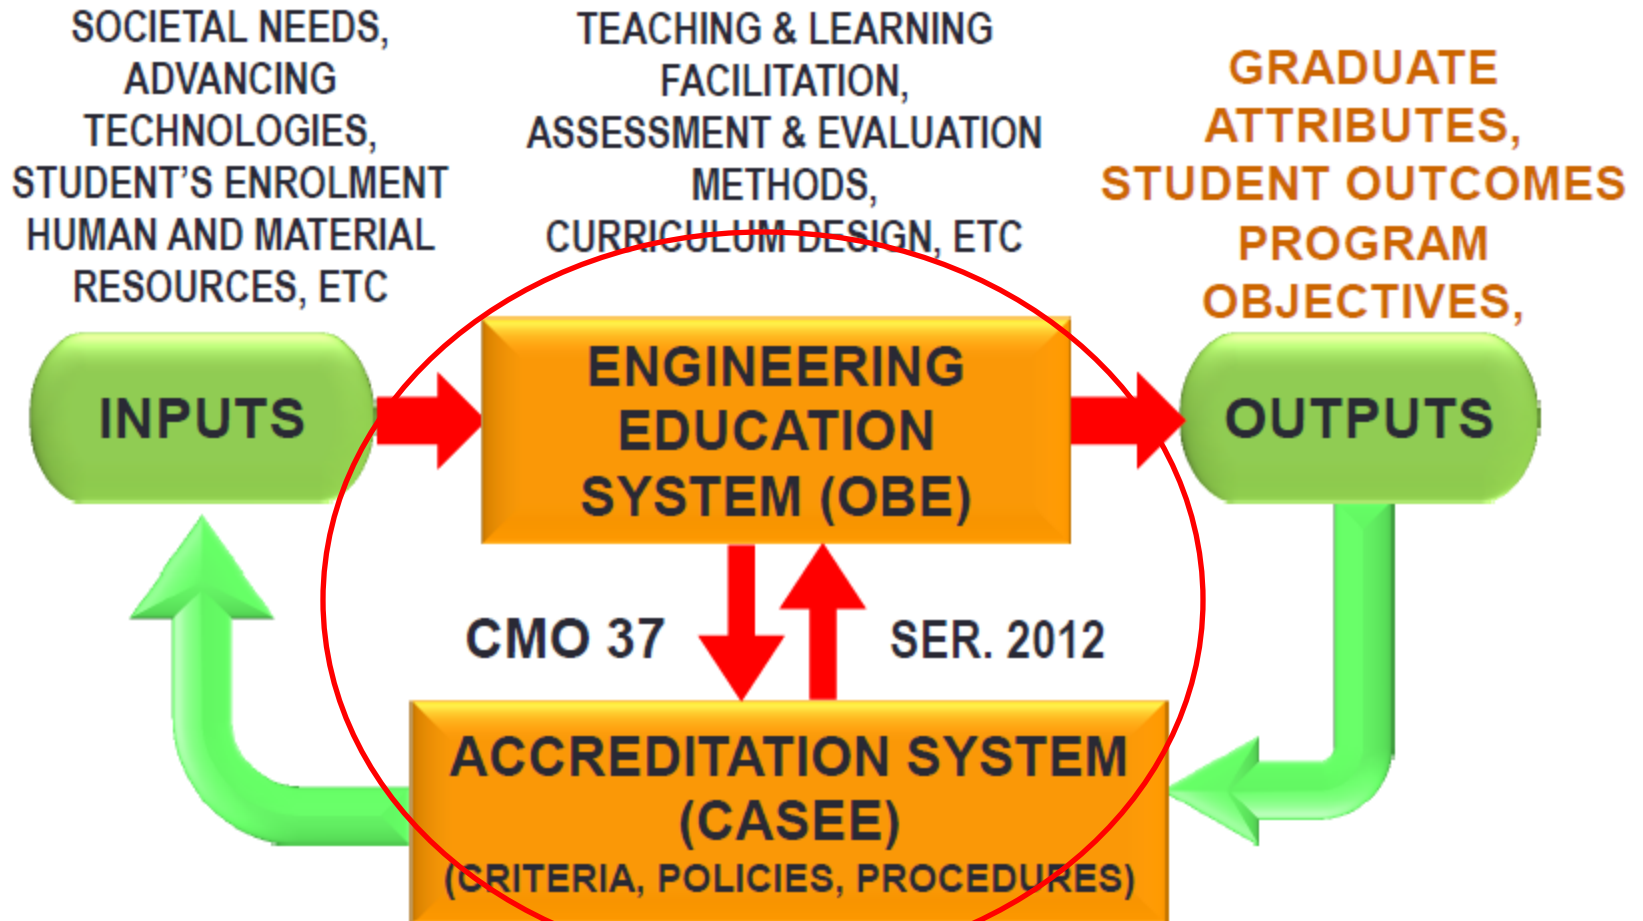 SOCIETAL NEEDS,
ADVANCING
TECHNOLOGIES,
STUDENT'S ENROLMENT
HUMAN AND MATERIAL
RESOURCES, ETC
TEACHING & LEARNING
FACILITATION,
ASSESSMENT & EVALUATION
METHODS,
CURRICULUM DESIGN, ETC
GRADUATE
ATTRIBUTES,
STUDENT OUTCOMES
PROGRAM
OBJECTIVES,
INPUTS
ENGINEERING
EDUCATION
SYSTEM (OBE)
OUTPUTS
CMO 37
SER. 2012
ACCREDITATION SYSTEM
(CASEE)
(CRITERIA, POLICIES, PROCEDURES)